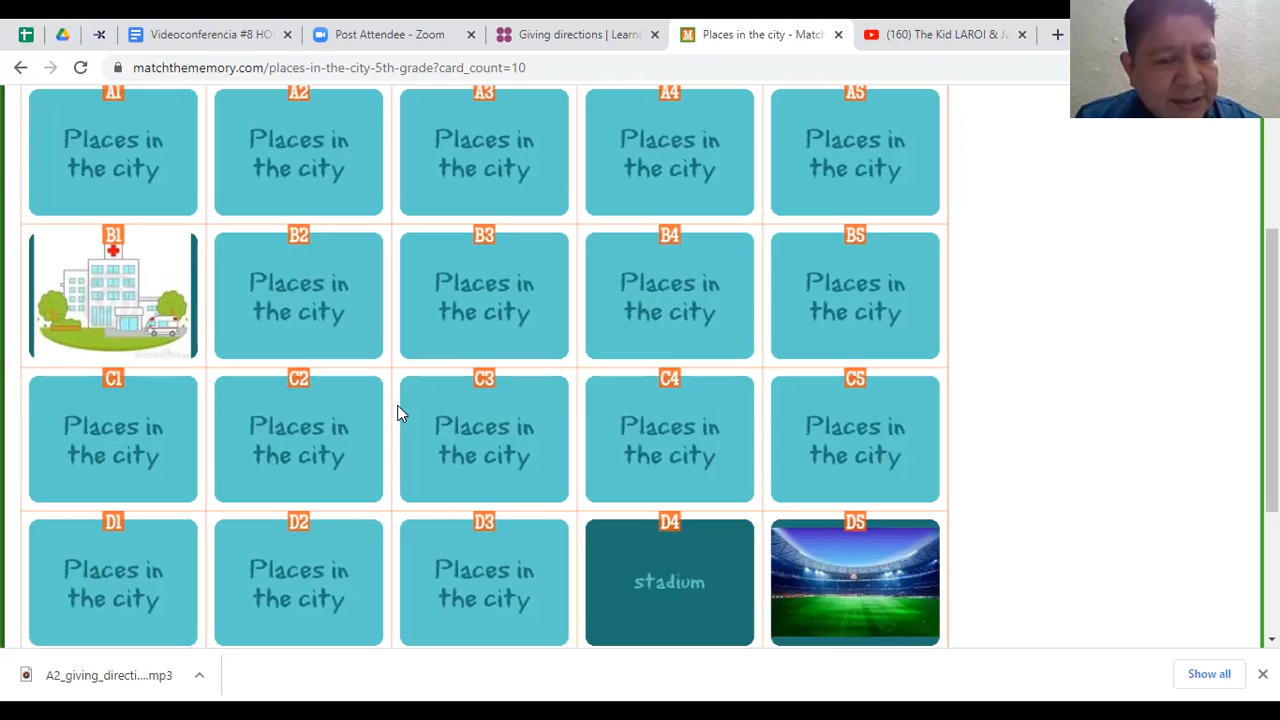 Videoconferencia #8 HO
Post Attendee - Zoom
Giving directions | Learn
M Places in the city - Match
(160) The Kid LAROI & J
matchthememory.com/places-in-the-city-5th-grade?card_count=10
A1 A2 A3 A4 A5
Places in Places in Places in Places in Places in
the city the city the city the city the city
B1 B2 B3 B4 B5
Places in Places in Places in Places in
the city the city the city the city
C1 C2 C3 C4 C5
Places in Places in Places in Places in Places in
the city the city the city the city the city
D1 D2 D3 D4 D5
Places in Places in Places in stadium
the city the city the city
A2_giving_directi....mp3
Show all